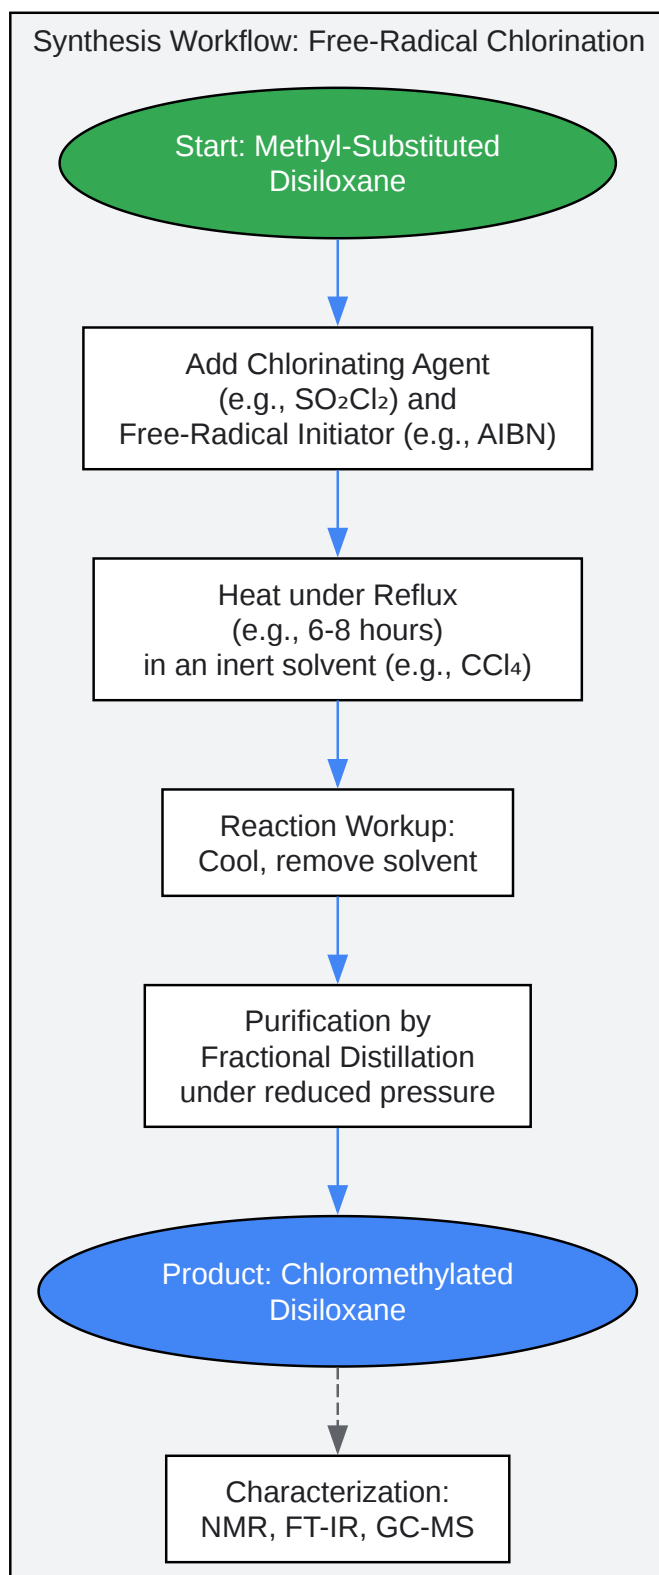 Synthesis Workflow: Free-Radical Chlorination
Start: Methyl-Substituted
Disiloxane
Add Chlorinating Agent
(e.g., SO₂Cl₂) and
Free-Radical Initiator (e.g., AIBN)
Heat under Reflux
(e.g., 6-8 hours)
in an inert solvent (e.g., CCl₄)
Reaction Workup:
Cool, remove solvent
Purification by
Fractional Distillation
under reduced pressure
Product: Chloromethylated
Disiloxane
Characterization:
NMR, FT-IR, GC-MS